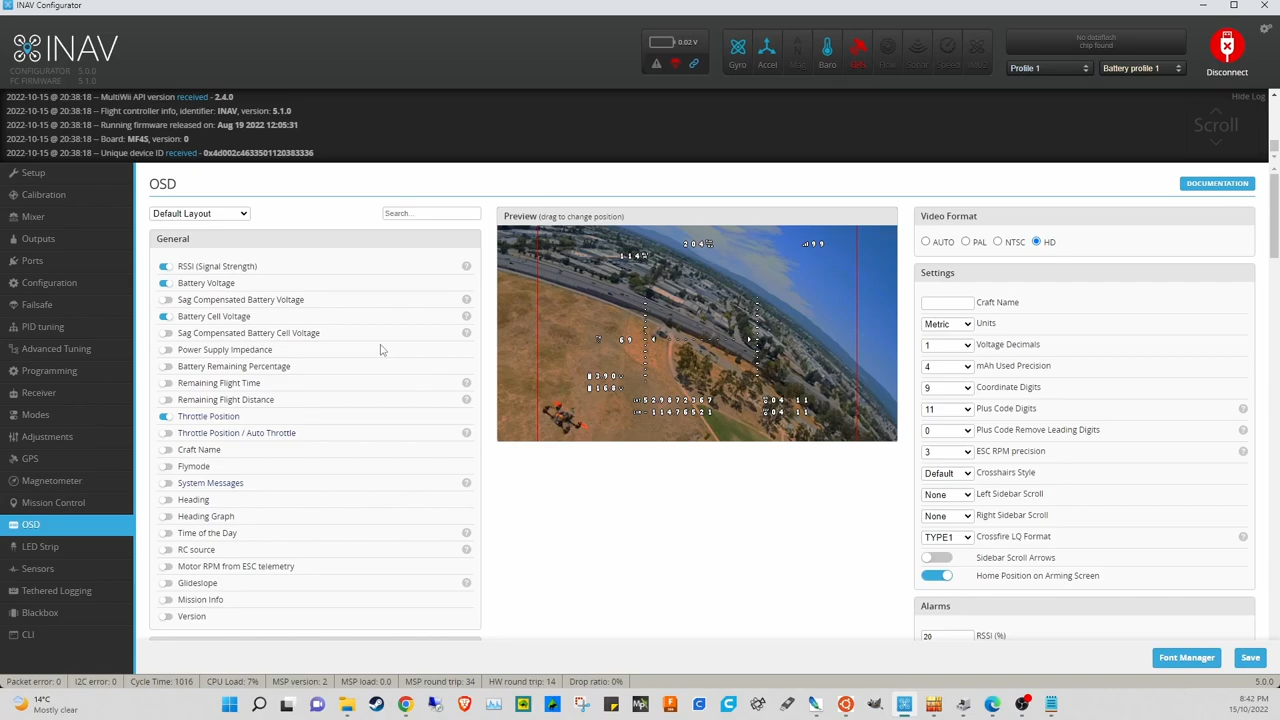 INAV Configurator
INAV
CONFIGURATOR 5.0.0
FC FIRMWARE 5.1.0
0.02 V
Gyro
Accel
Mag
Baro
GPS
Flow
Sonar
Speed
No dataflash
chip found
Profile 1
Battery profile 1
Disconnect
2022-10-15 @ 20:38:18 -- MultiWii API version received - 2.4.0
Hide Log
2022-10-15 @ 20:38:18 -- Flight controller info, identifier: INAV, version: 5.1.0
2022-10-15 @ 20:38:18 -- Running firmware released on: Aug 19 2022 12:05:31
2022-10-15 @ 20:38:18 -- Board: MF4S, version: 0
2022-10-15 @ 20:38:18 -- Unique device ID received - 0x4d002c4633501120383336
Scroll
Setup
Calibration
Mixer
Outputs
Ports
Configuration
Failsafe
PID tuning
Advanced Tuning
Programming
Receiver
Modes
Adjustments
GPS
Magnetometer
Mission Control
OSD
LED Strip
Sensors
Tethered Logging
Blackbox
CLI
OSD
DOCUMENTATION
Default Layout
Search...
General
RSSI (Signal Strength)
Battery Voltage
Sag Compensated Battery Voltage
Battery Cell Voltage
Sag Compensated Battery Cell Voltage
Power Supply Impedance
Battery Remaining Percentage
Remaining Flight Time
Remaining Flight Distance
Throttle Position
Throttle Position / Auto Throttle
Craft Name
Flymode
System Messages
Heading
Heading Graph
Time of the Day
RC source
Motor RPM from ESC telemetry
Glideslope
Mission Info
Version
Preview (drag to change position)
Video Format
AUTO
PAL
NTSC
HD
Settings
Craft Name
Metric Units
1 Voltage Decimals
4 mAh Used Precision
9 Coordinate Digits
11 Plus Code Digits
0 Plus Code Remove Leading Digits
3 ESC RPM precision
Default Crosshairs Style
None Left Sidebar Scroll
None Right Sidebar Scroll
TYPE1 Crossfire LQ Format
Sidebar Scroll Arrows
Home Position on Arming Screen
Alarms
20 RSSI (%)
Font Manager
Save
Packet error: 0
I2C error: 0
Cycle Time: 1016
CPU Load: 7%
MSP version: 2
MSP load: 0.0
MSP round trip: 34
HW round trip: 14
Drop ratio: 0%
5.0.0
14°C
Mostly clear
8:42 PM
15/10/2022